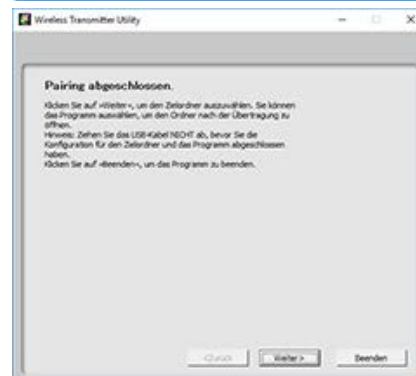 Wireless Transmitter Utility
Pairing abgeschlossen.
Klicken Sie auf »Weiter«, um den Zielordner auszuwählen. Sie können
das Programm auswählen, um den Ordner nach der Übertragung zu
öffnen.
Hinweis: Ziehen Sie das USB-Kabel NICHT ab, bevor Sie die
Konfiguration für den Zielordner und das Programm abgeschlossen
haben.
Klicken Sie auf »Beenden«, um das Programm zu beenden.
<Zurück Weiter > Beenden